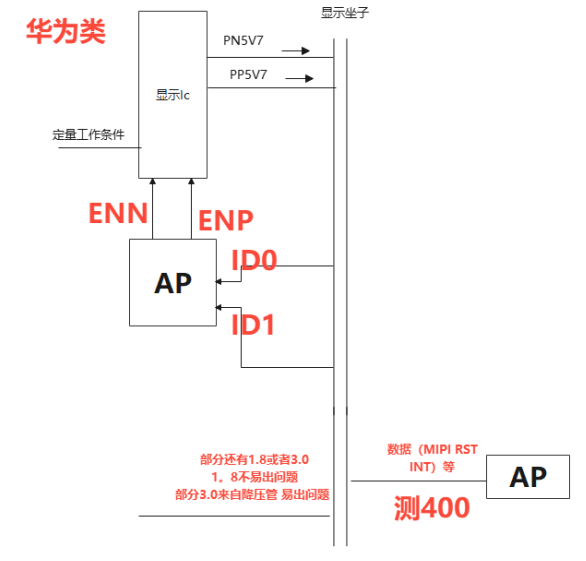 华为类
显示坐子
PN5V7
PP5V7
显示Ic
定量工作条件
ENN
ENP
AP
ID0
ID1
部分还有1.8或者3.0
1。8不易出问题
部分3.0来自降压管 易出问题
数据（MIPI RST
INT）等
AP
测400